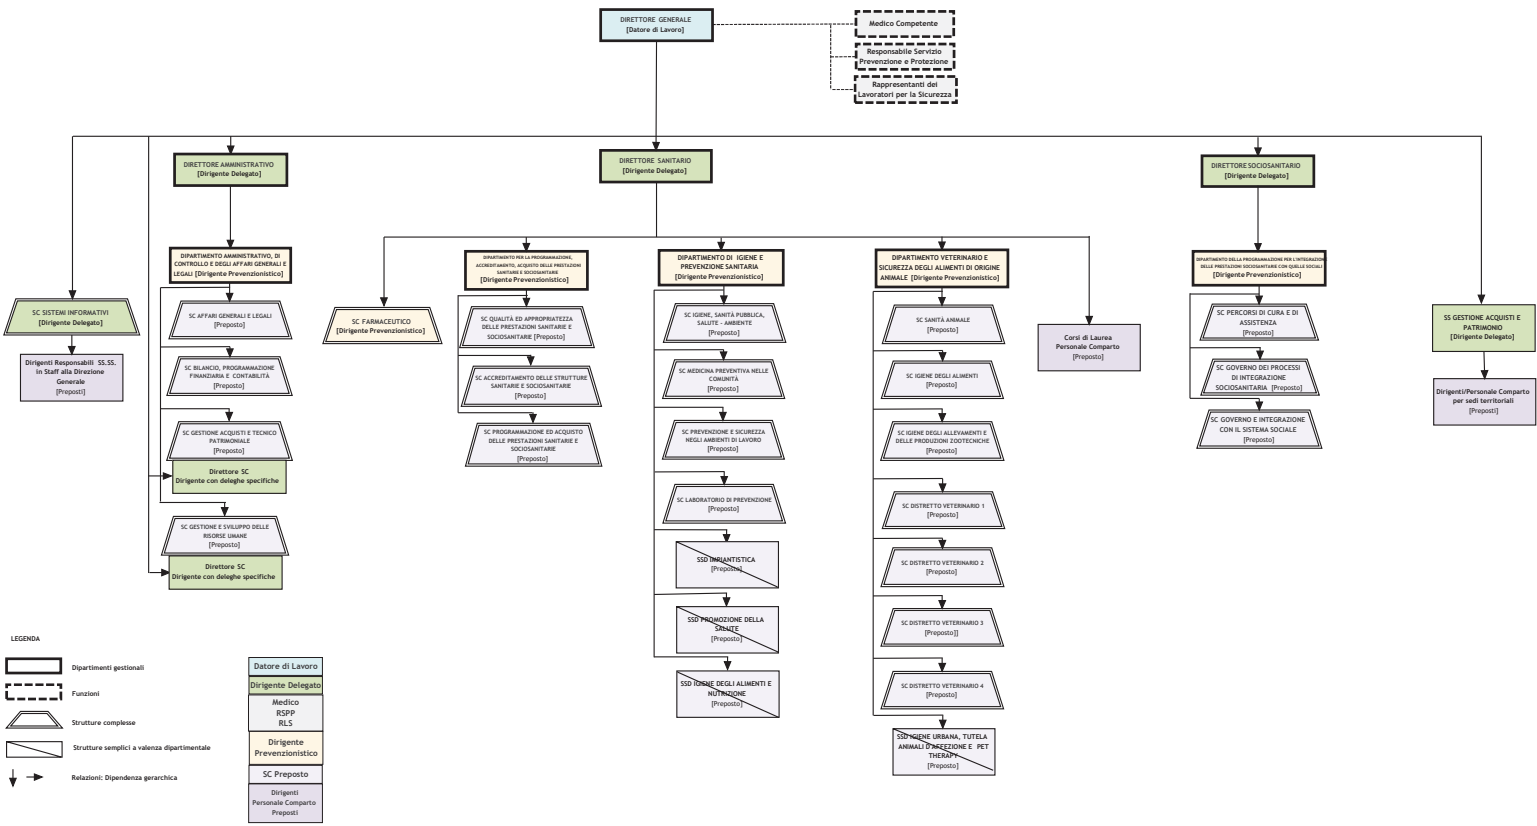 DIRETTORE GENERALE
[Datore di Lavoro]
Medico Competente
Responsabile Servizio
Prevenzione e Protezione
Rappresentanti dei
Lavoratori per la Sicurezza
DIRETTORE AMMINISTRATIVO
[Dirigente Delegato]
DIRETTORE SANITARIO
[Dirigente Delegato]
DIRETTORE SOCIOSANITARIO
[Dirigente Delegato]
SC SISTEMI INFORMATIVI
[Dirigente Delegato]
Dirigenti Responsabili SS.SS.
in Staff alla Direzione
Generale
[Preposti]
DIPARTIMENTO AMMINISTRATIVO, DI
CONTROLLO E DEGLI AFFARI GENERALI E
LEGALI [Dirigente Prevenzionistico]
SC AFFARI GENERALI E LEGALI
[Preposto]
SC BILANCIO, PROGRAMMAZIONE
FINANZIARIA E CONTABILITÀ
[Preposto]
SC GESTIONE ACQUISTI E TECNICO
PATRIMONIALE
[Preposto]
Direttore SC
Dirigente con deleghe specifiche
SC GESTIONE E SVILUPPO DELLE
RISORSE UMANE
[Preposto]
Direttore SC
Dirigente con deleghe specifiche
SC FARMACEUTICO
[Dirigente Prevenzionistico]
DIPARTIMENTO PER LA PROGRAMMAZIONE,
ACCREDITAMENTO, ACQUISTO DELLE PRESTAZIONI
SANITARIE E SOCIOSANITARIE
[Dirigente Prevenzionistico]
SC QUALITÀ ED APPROPRIATEZZA
DELLE PRESTAZIONI SANITARIE E
SOCIOSANITARIE [Preposto]
SC ACCREDITAMENTO DELLE STRUTTURE
SANITARIE E SOCIOSANITARIE
[Preposto]
SC PROGRAMMAZIONE ED ACQUISTO
DELLE PRESTAZIONI SANITARIE E
SOCIOSANITARIE
[Preposto]
DIPARTIMENTO DI IGIENE E
PREVENZIONE SANITARIA
[Dirigente Prevenzionistico]
SC IGIENE, SANITÀ PUBBLICA,
SALUTE - AMBIENTE
[Preposto]
SC MEDICINA PREVENTIVA NELLE
COMUNITÀ
[Preposto]
SC PREVENZIONE E SICUREZZA
NEGLI AMBIENTI DI LAVORO
[Preposto]
SC LABORATORIO DI PREVENZIONE
[Preposto]
SSD IMPIANTISTICA
[Preposto]
SSD PROMOZIONE DELLA
SALUTE
[Preposto]
SSD IGIENE DEGLI ALIMENTI E
NUTRIZIONE
[Preposto]
DIPARTIMENTO VETERINARIO E
SICUREZZA DEGLI ALIMENTI DI ORIGINE
ANIMALE [Dirigente Prevenzionistico]
SC SANITÀ ANIMALE
[Preposto]
SC IGIENE DEGLI ALIMENTI
[Preposto]
SC IGIENE DEGLI ALLEVAMENTI E
DELLE PRODUZIONI ZOOTECNICHE
[Preposto]
SC DISTRETTO VETERINARIO 1
[Preposto]
SC DISTRETTO VETERINARIO 2
[Preposto]
SC DISTRETTO VETERINARIO 3
[Preposto]]
SC DISTRETTO VETERINARIO 4
[Preposto]
SSD IGIENE URBANA, TUTELA
ANIMALI D'AFFEZIONE E PET
THERAPY
[Preposto]
Corsi di Laurea
Personale Comparto
[Preposto]
DIPARTIMENTO DELLA PROGRAMMAZIONE PER L'INTEGRAZIONE
DELLE PRESTAZIONI SOCIOSANITARIE CON QUELLE SOCIALI
[Dirigente Prevenzionistico]
SC PERCORSI DI CURA E DI
ASSISTENZA
[Preposto]
SC GOVERNO DEI PROCESSI
DI INTEGRAZIONE
SOCIOSANITARIA [Preposto]
SC GOVERNO E INTEGRAZIONE
CON IL SISTEMA SOCIALE
[Preposto]
SS GESTIONE ACQUISTI E
PATRIMONIO
[Dirigente Delegato]
Dirigenti/Personale Comparto
per sedi territoriali
[Preposti]
LEGENDA
Dipartimenti gestionali
Funzioni
Strutture complesse
Strutture semplici a valenza dipartimentale
Relazioni: Dipendenza gerarchica
Datore di Lavoro
Dirigente Delegato
Medico
RSPP
RLS
Dirigente
Prevenzionistico
SC Preposto
Dirigenti
Personale Comparto
Preposti